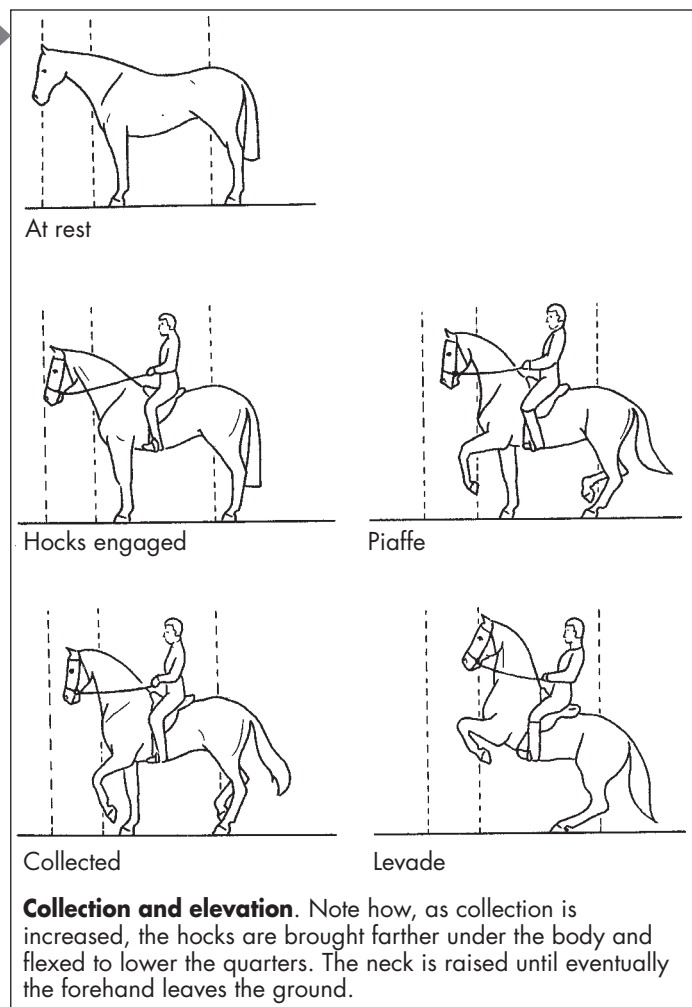 At rest
Hocks engaged
Piaffe
Collected
Levade
Collection and elevation. Note how, as collection is
increased, the hocks are brought farther under the body and
flexed to lower the quarters. The neck is raised until eventually
the forehand leaves the ground.